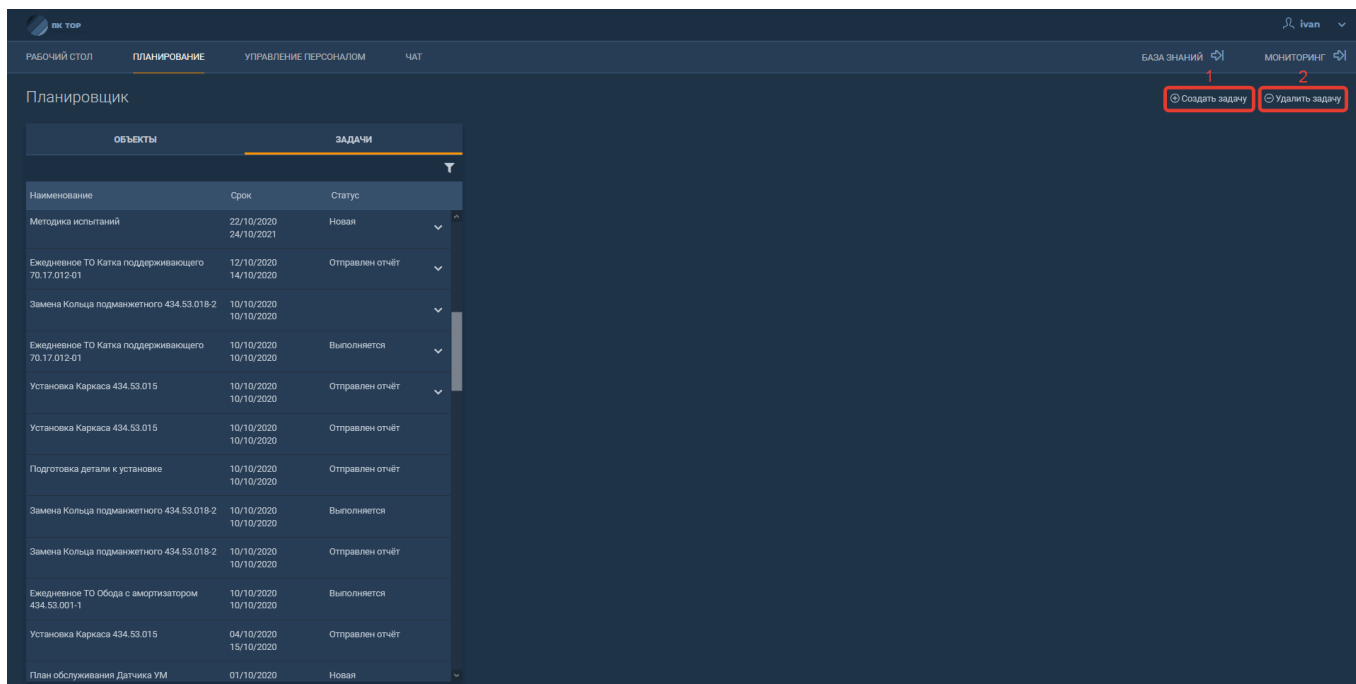 ПК ТОР
ivan
РАБОЧИЙ СТОЛ ПЛАНИРОВАНИЕ УПРАВЛЕНИЕ ПЕРСОНАЛОМ ЧАТ БАЗА ЗНАНИЙ МОНИТОРИНГ
1 2
Планировщик
Создать задачу Удалить задачу
ОБЪЕКТЫ ЗАДАЧИ
Наименование Срок Статус
Методика испытаний 22/10/2020 Новая
24/10/2021
Ежедневное ТО Катка поддерживающего 12/10/2020 Отправлен отчёт
70.17.012-01 14/10/2020
Замена Кольца подманжетного 434.53.018-2 10/10/2020
10/10/2020
Ежедневное ТО Катка поддерживающего 10/10/2020 Выполняется
70.17.012-01 10/10/2020
Установка Каркаса 434.53.015 10/10/2020 Отправлен отчёт
10/10/2020
Установка Каркаса 434.53.015 10/10/2020 Отправлен отчёт
10/10/2020
Подготовка детали к установке 10/10/2020 Отправлен отчёт
10/10/2020
Замена Кольца подманжетного 434.53.018-2 10/10/2020 Выполняется
10/10/2020
Замена Кольца подманжетного 434.53.018-2 10/10/2020 Отправлен отчёт
10/10/2020
Ежедневное ТО Обода с амортизатором 10/10/2020 Выполняется
434.53.001-1 10/10/2020
Установка Каркаса 434.53.015 04/10/2020 Отправлен отчёт
15/10/2020
План обслуживания Датчика УМ 01/10/2020 Новая